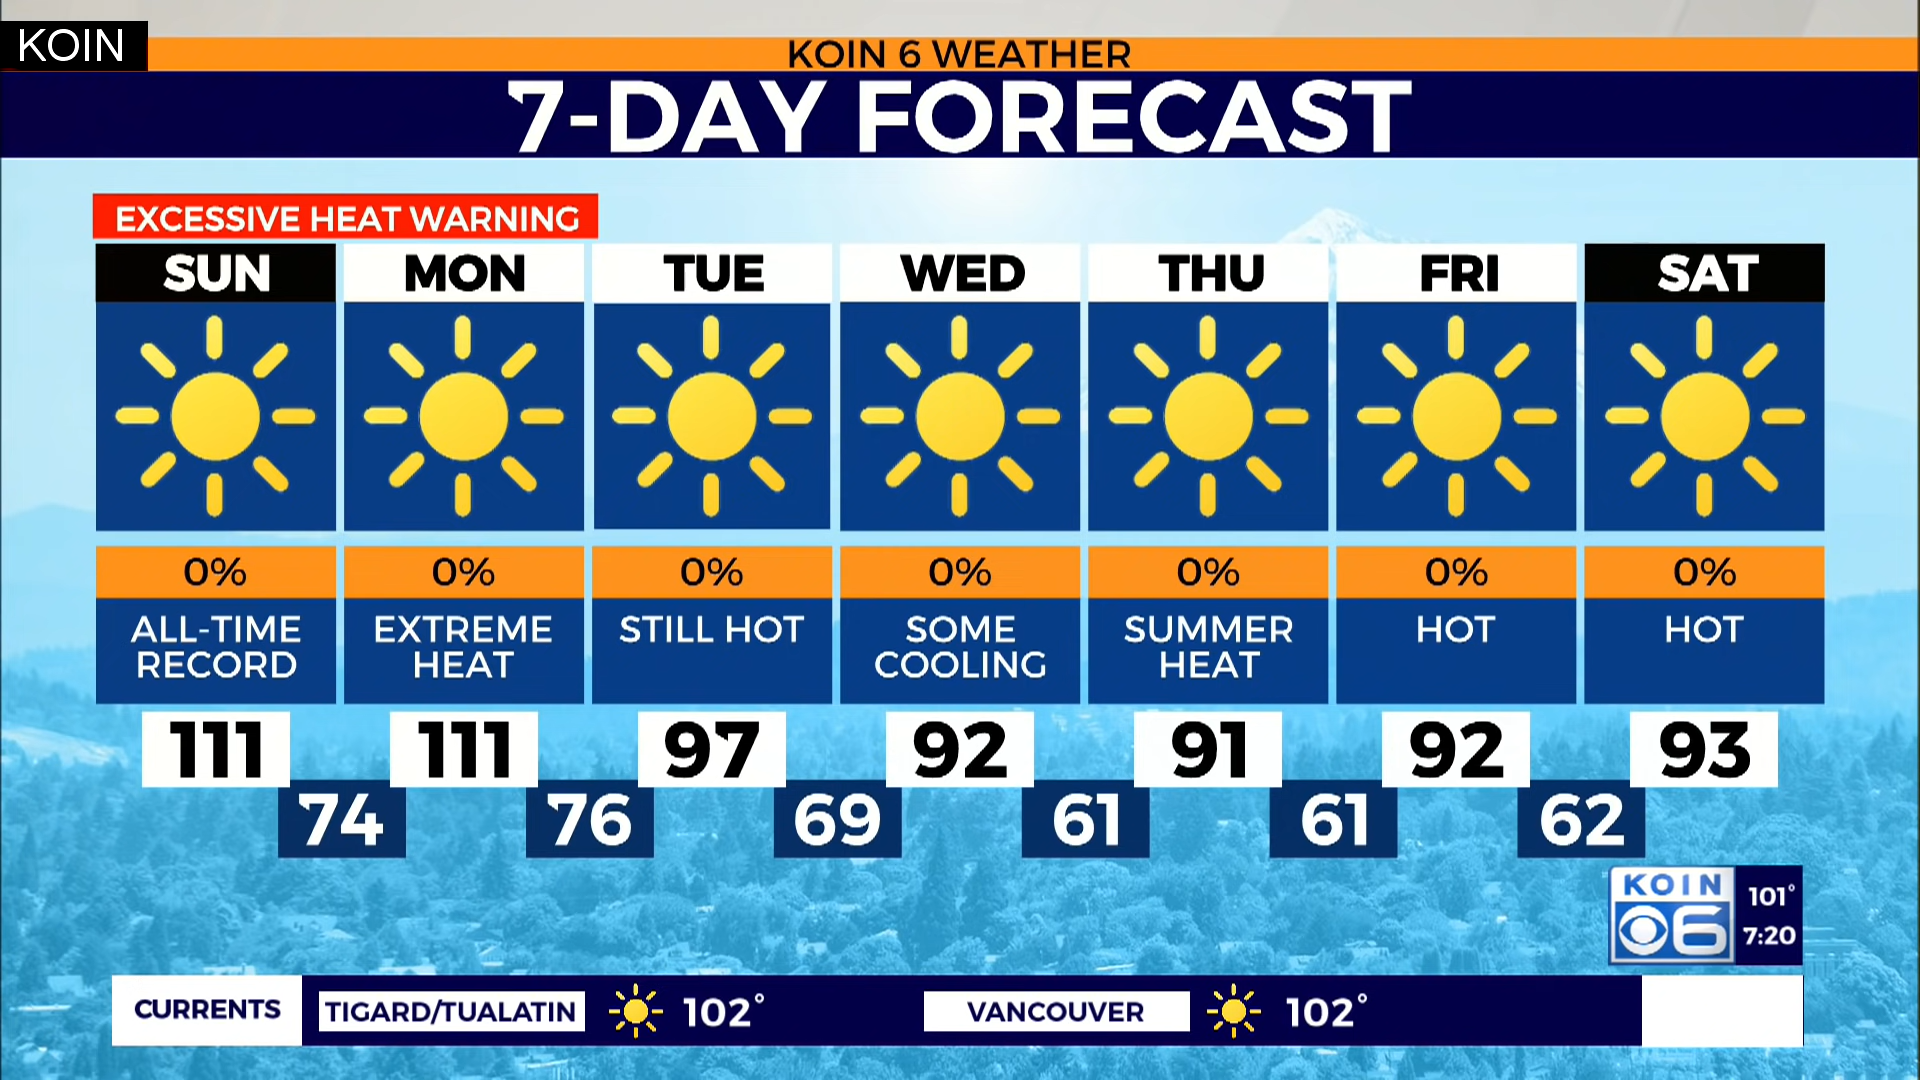 KOIN
KOIN 6 WEATHER
7-DAY FORECAST
EXCESSIVE HEAT WARNING
SUN MON TUE WED THU FRI SAT
0% 0% 0% 0% 0% 0% 0%
ALL-TIME RECORD
EXTREME HEAT
STILL HOT
SOME COOLING
SUMMER HEAT
HOT
HOT
111 111 97 92 91 92 93
74 76 69 61 61 62
KOIN
6
101°
7:20
CURRENTS TIGARD/TUALATIN 102° VANCOUVER 102°